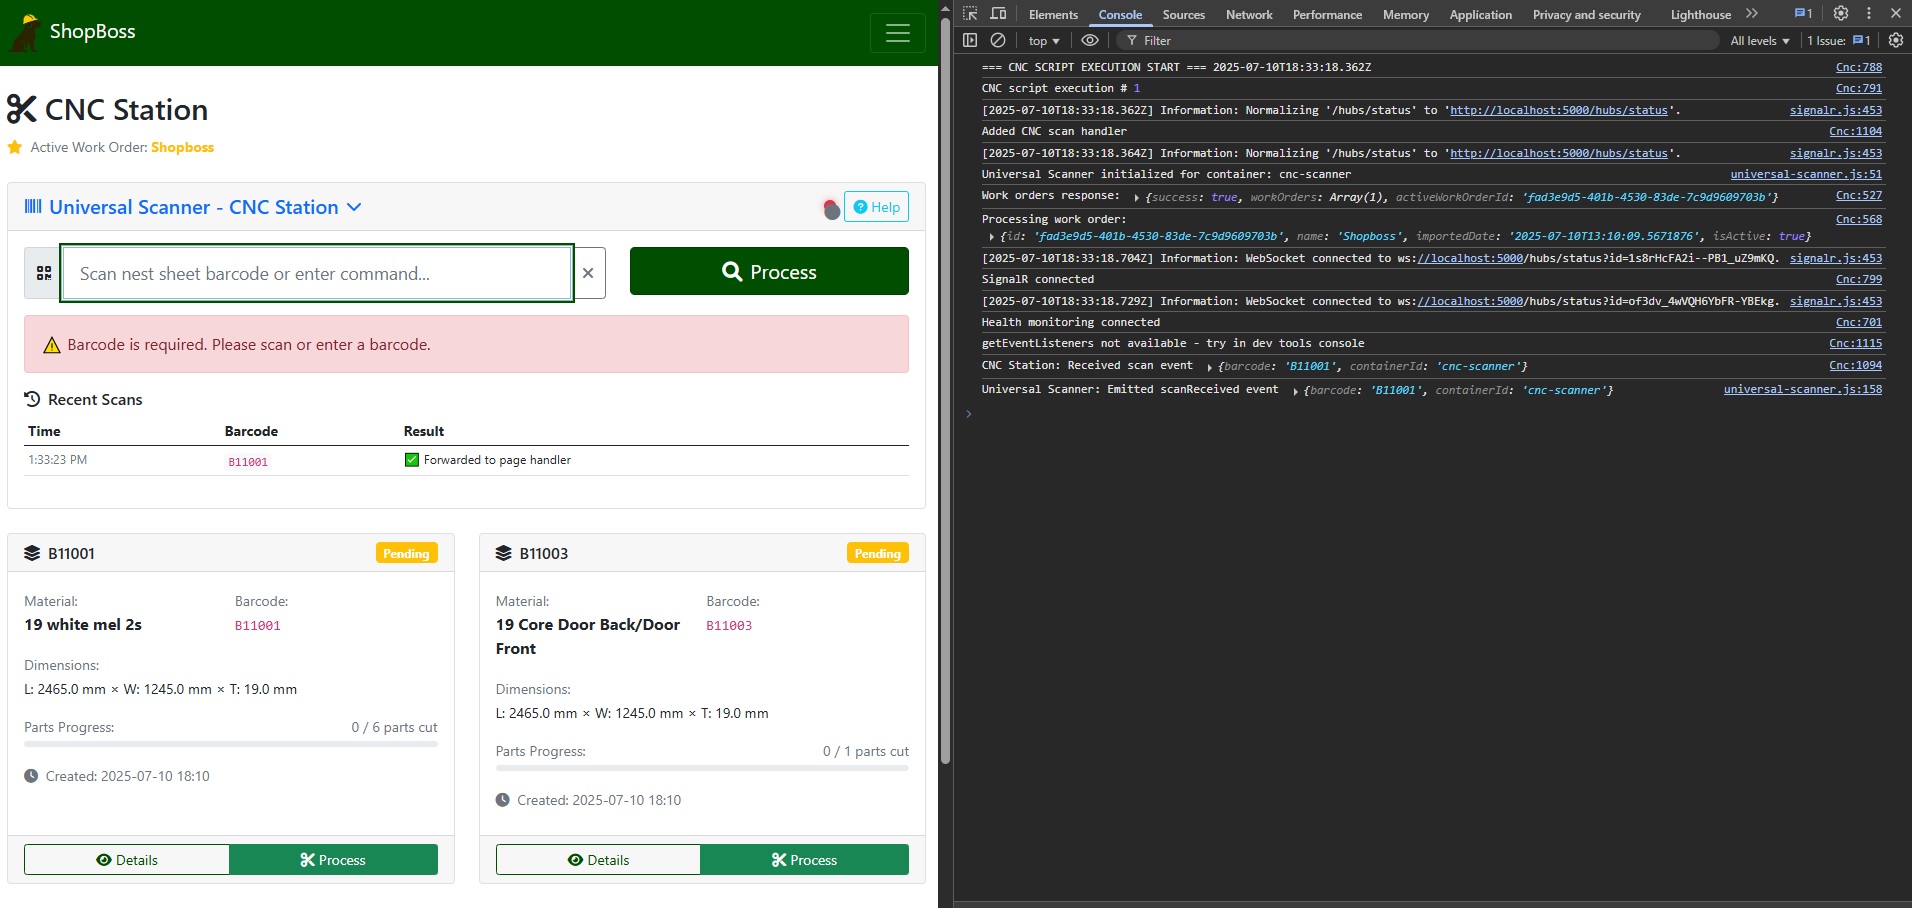 ShopBoss
CNC Station
Active Work Order: Shopboss
Universal Scanner - CNC Station
Help
Scan nest sheet barcode or enter command...
Process
Barcode is required. Please scan or enter a barcode.
Recent Scans
Time Barcode Result
1:33:23 PM B11001 Forwarded to page handler
B11001 Pending
Material: Barcode:
19 white mel 2s B11001
Dimensions:
L: 2465.0 mm × W: 1245.0 mm × T: 19.0 mm
Parts Progress: 0 / 6 parts cut
Created: 2025-07-10 18:10
Details Process
B11003 Pending
Material: Barcode:
19 Core Door Back/Door B11003
Front
Dimensions:
L: 2465.0 mm × W: 1245.0 mm × T: 19.0 mm
Parts Progress: 0 / 1 parts cut
Created: 2025-07-10 18:10
Details Process
Elements Console Sources Network Performance Memory Application Privacy and security Lighthouse 1
top Filter All levels 1 Issue: 1
=== CNC SCRIPT EXECUTION START === 2025-07-10T18:33:18.362Z Cnc:788
CNC script execution # 1 Cnc:791
[2025-07-10T18:33:18.362Z] Information: Normalizing '/hubs/status' to 'http://localhost:5000/hubs/status'. signalr.js:453
Added CNC scan handler Cnc:1104
[2025-07-10T18:33:18.364Z] Information: Normalizing '/hubs/status' to 'http://localhost:5000/hubs/status'. signalr.js:453
Universal Scanner initialized for container: cnc-scanner universal-scanner.js:51
Work orders response: {success: true, workOrders: Array(1), activeWorkOrderId: 'fad3e9d5-401b-4530-83de-7c9d9609703b'} Cnc:527
Processing work order: Cnc:568
{id: 'fad3e9d5-401b-4530-83de-7c9d9609703b', name: 'Shopboss', importedDate: '2025-07-10T13:10:09.5671876', isActive: true}
[2025-07-10T18:33:18.704Z] Information: WebSocket connected to ws://localhost:5000/hubs/status?id=1s8rHcFA2i--PB1_uZ9mKQ. signalr.js:453
SignalR connected Cnc:799
[2025-07-10T18:33:18.729Z] Information: WebSocket connected to ws://localhost:5000/hubs/status?id=of3dv_4wVQH6YbFR-YBEkg. signalr.js:453
Health monitoring connected Cnc:701
getEventListeners not available - try in dev tools console Cnc:1115
CNC Station: Received scan event {barcode: 'B11001', containerId: 'cnc-scanner'} Cnc:1094
Universal Scanner: Emitted scanReceived event {barcode: 'B11001', containerId: 'cnc-scanner'} universal-scanner.js:158